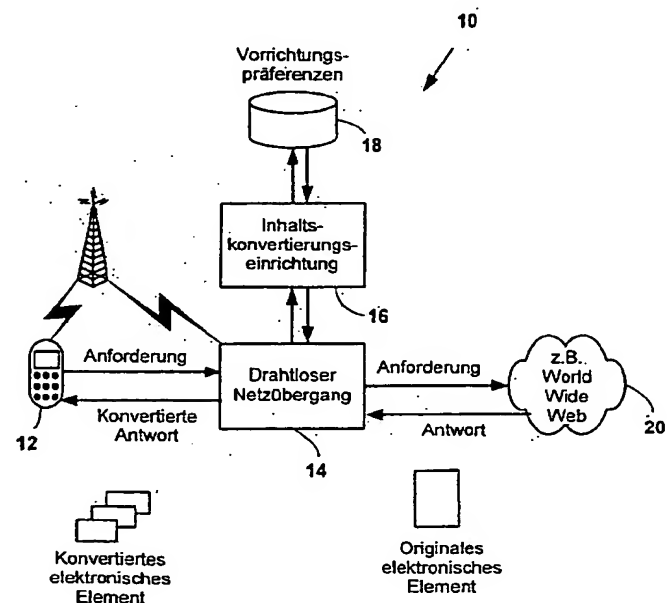 10
Vorrichtungs-
präferenzen
18
Inhalts-
konvertierungs-
einrichtung
16
Anforderung
Drahtloser
Netzübergang
Anforderung
z.B.
World
Wide
Web
Konvertierte
Antwort
Antwort
12
14
20
Konvertiertes
elektronisches
Element
Originales
elektronisches
Element